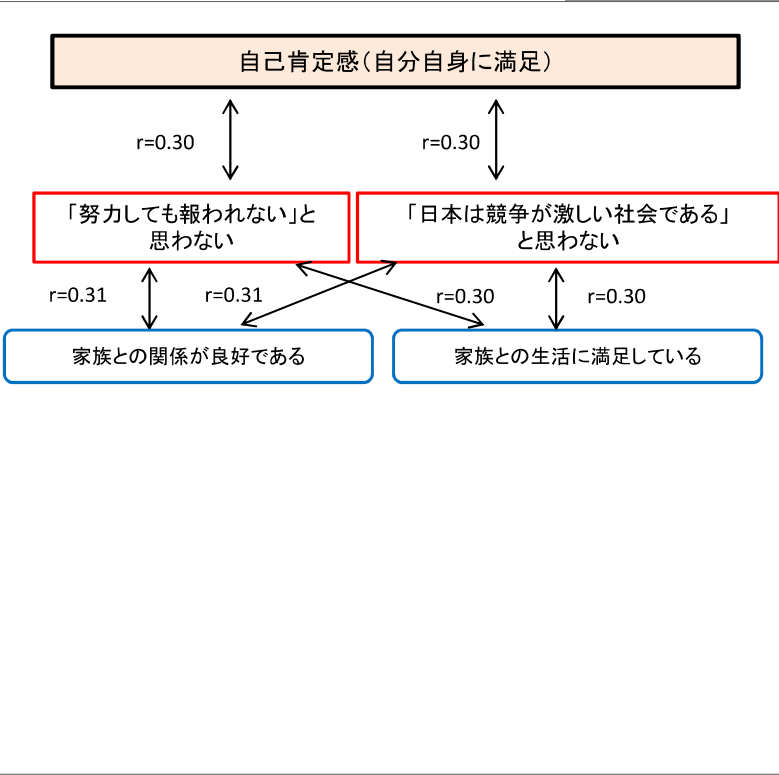 自己肯定感（自分自身に満足）
r=0.30
r=0.30
「努力しても報われない」と
思わない
「日本は競争が激しい社会である」
と思わない
r=0.31
r=0.31
r=0.30
r=0.30
家族との関係が良好である
家族との生活に満足している